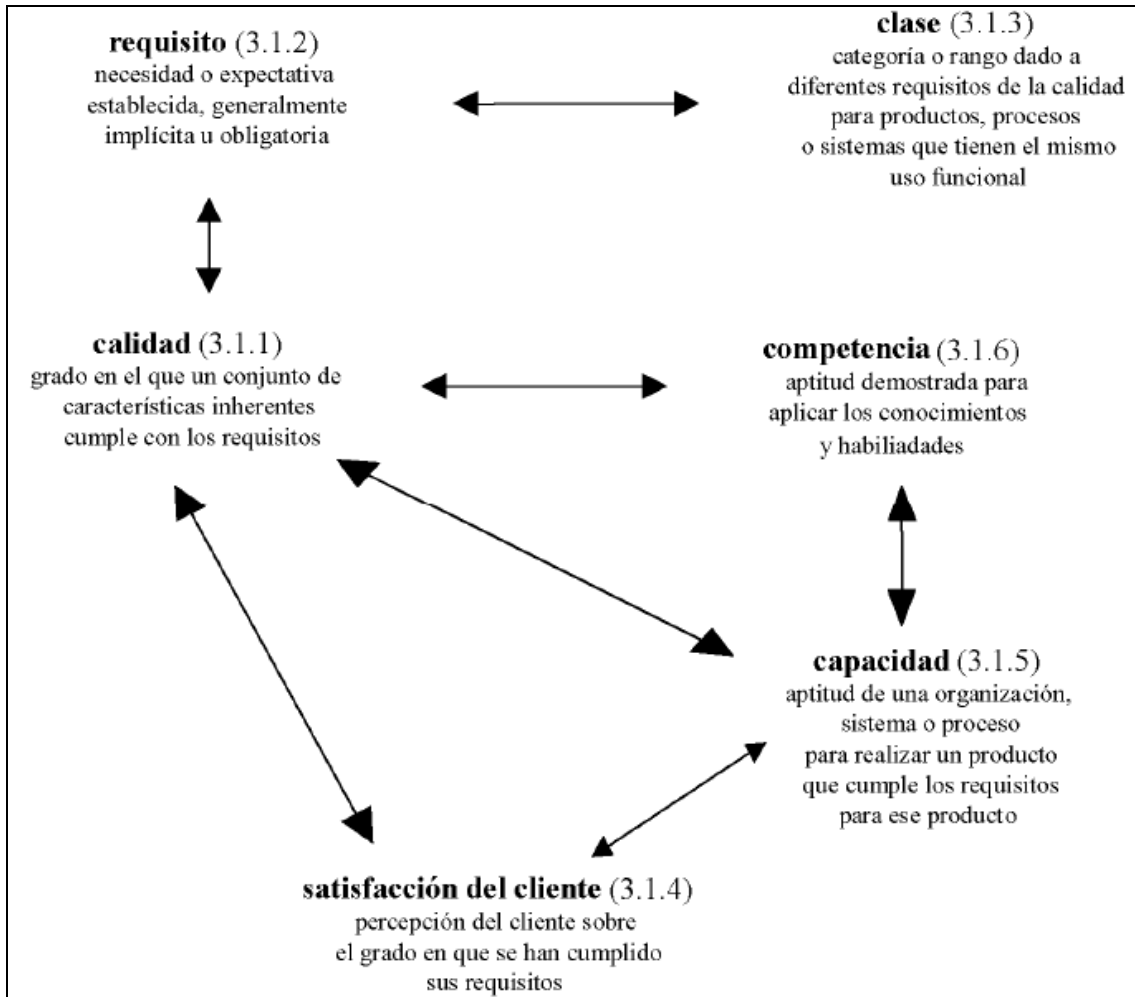 requisito (3.1.2)
necesidad o expectativa
establecida, generalmente
implícita u obligatoria
clase (3.1.3)
categoría o rango dado a
diferentes requisitos de la calidad
para productos, procesos
o sistemas que tienen el mismo
uso funcional
calidad (3.1.1)
grado en el que un conjunto de
características inherentes
cumple con los requisitos
competencia (3.1.6)
aptitud demostrada para
aplicar los conocimientos
y habiliadades
capacidad (3.1.5)
aptitud de una organización,
sistema o proceso
para realizar un producto
que cumple los requisitos
para ese producto
satisfacción del cliente (3.1.4)
percepción del cliente sobre
el grado en que se han cumplido
sus requisitos